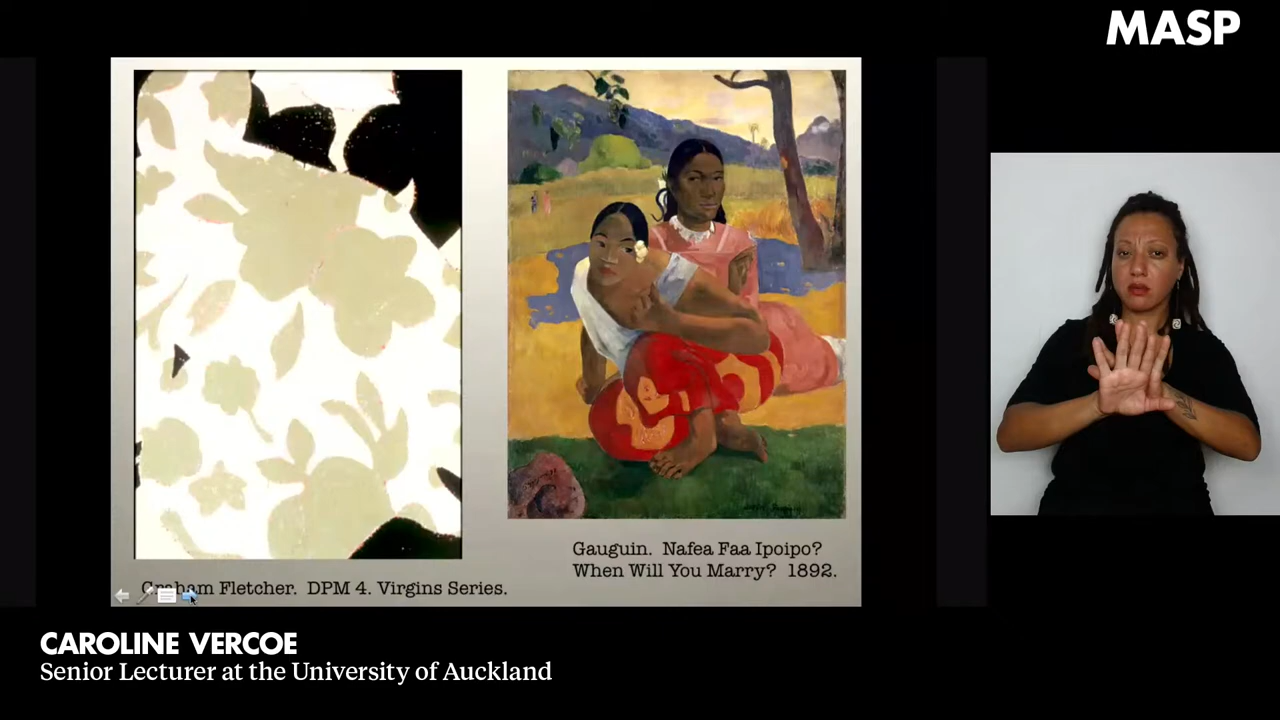 MASP
Gauguin. Nafea Faa Ipoipo?
When Will You Marry? 1892.
Graham Fletcher. DPM 4. Virgins Series.
CAROLINE VERCOE
Senior Lecturer at the University of Auckland